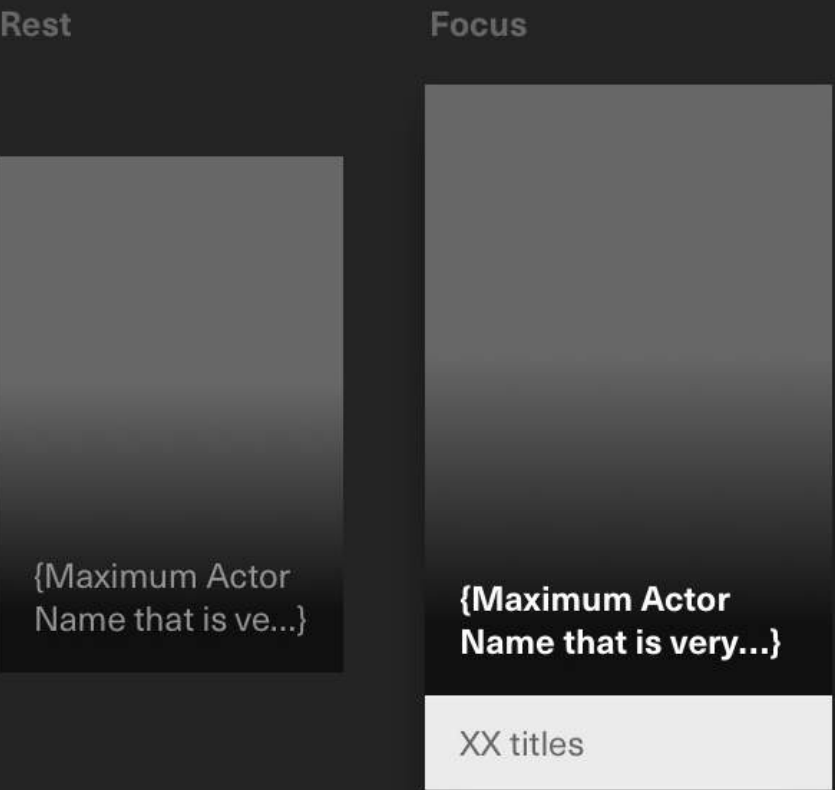 Rest
Focus
{Maximum Actor
Name that is ve...}
{Maximum Actor
Name that is very...}
XX titles